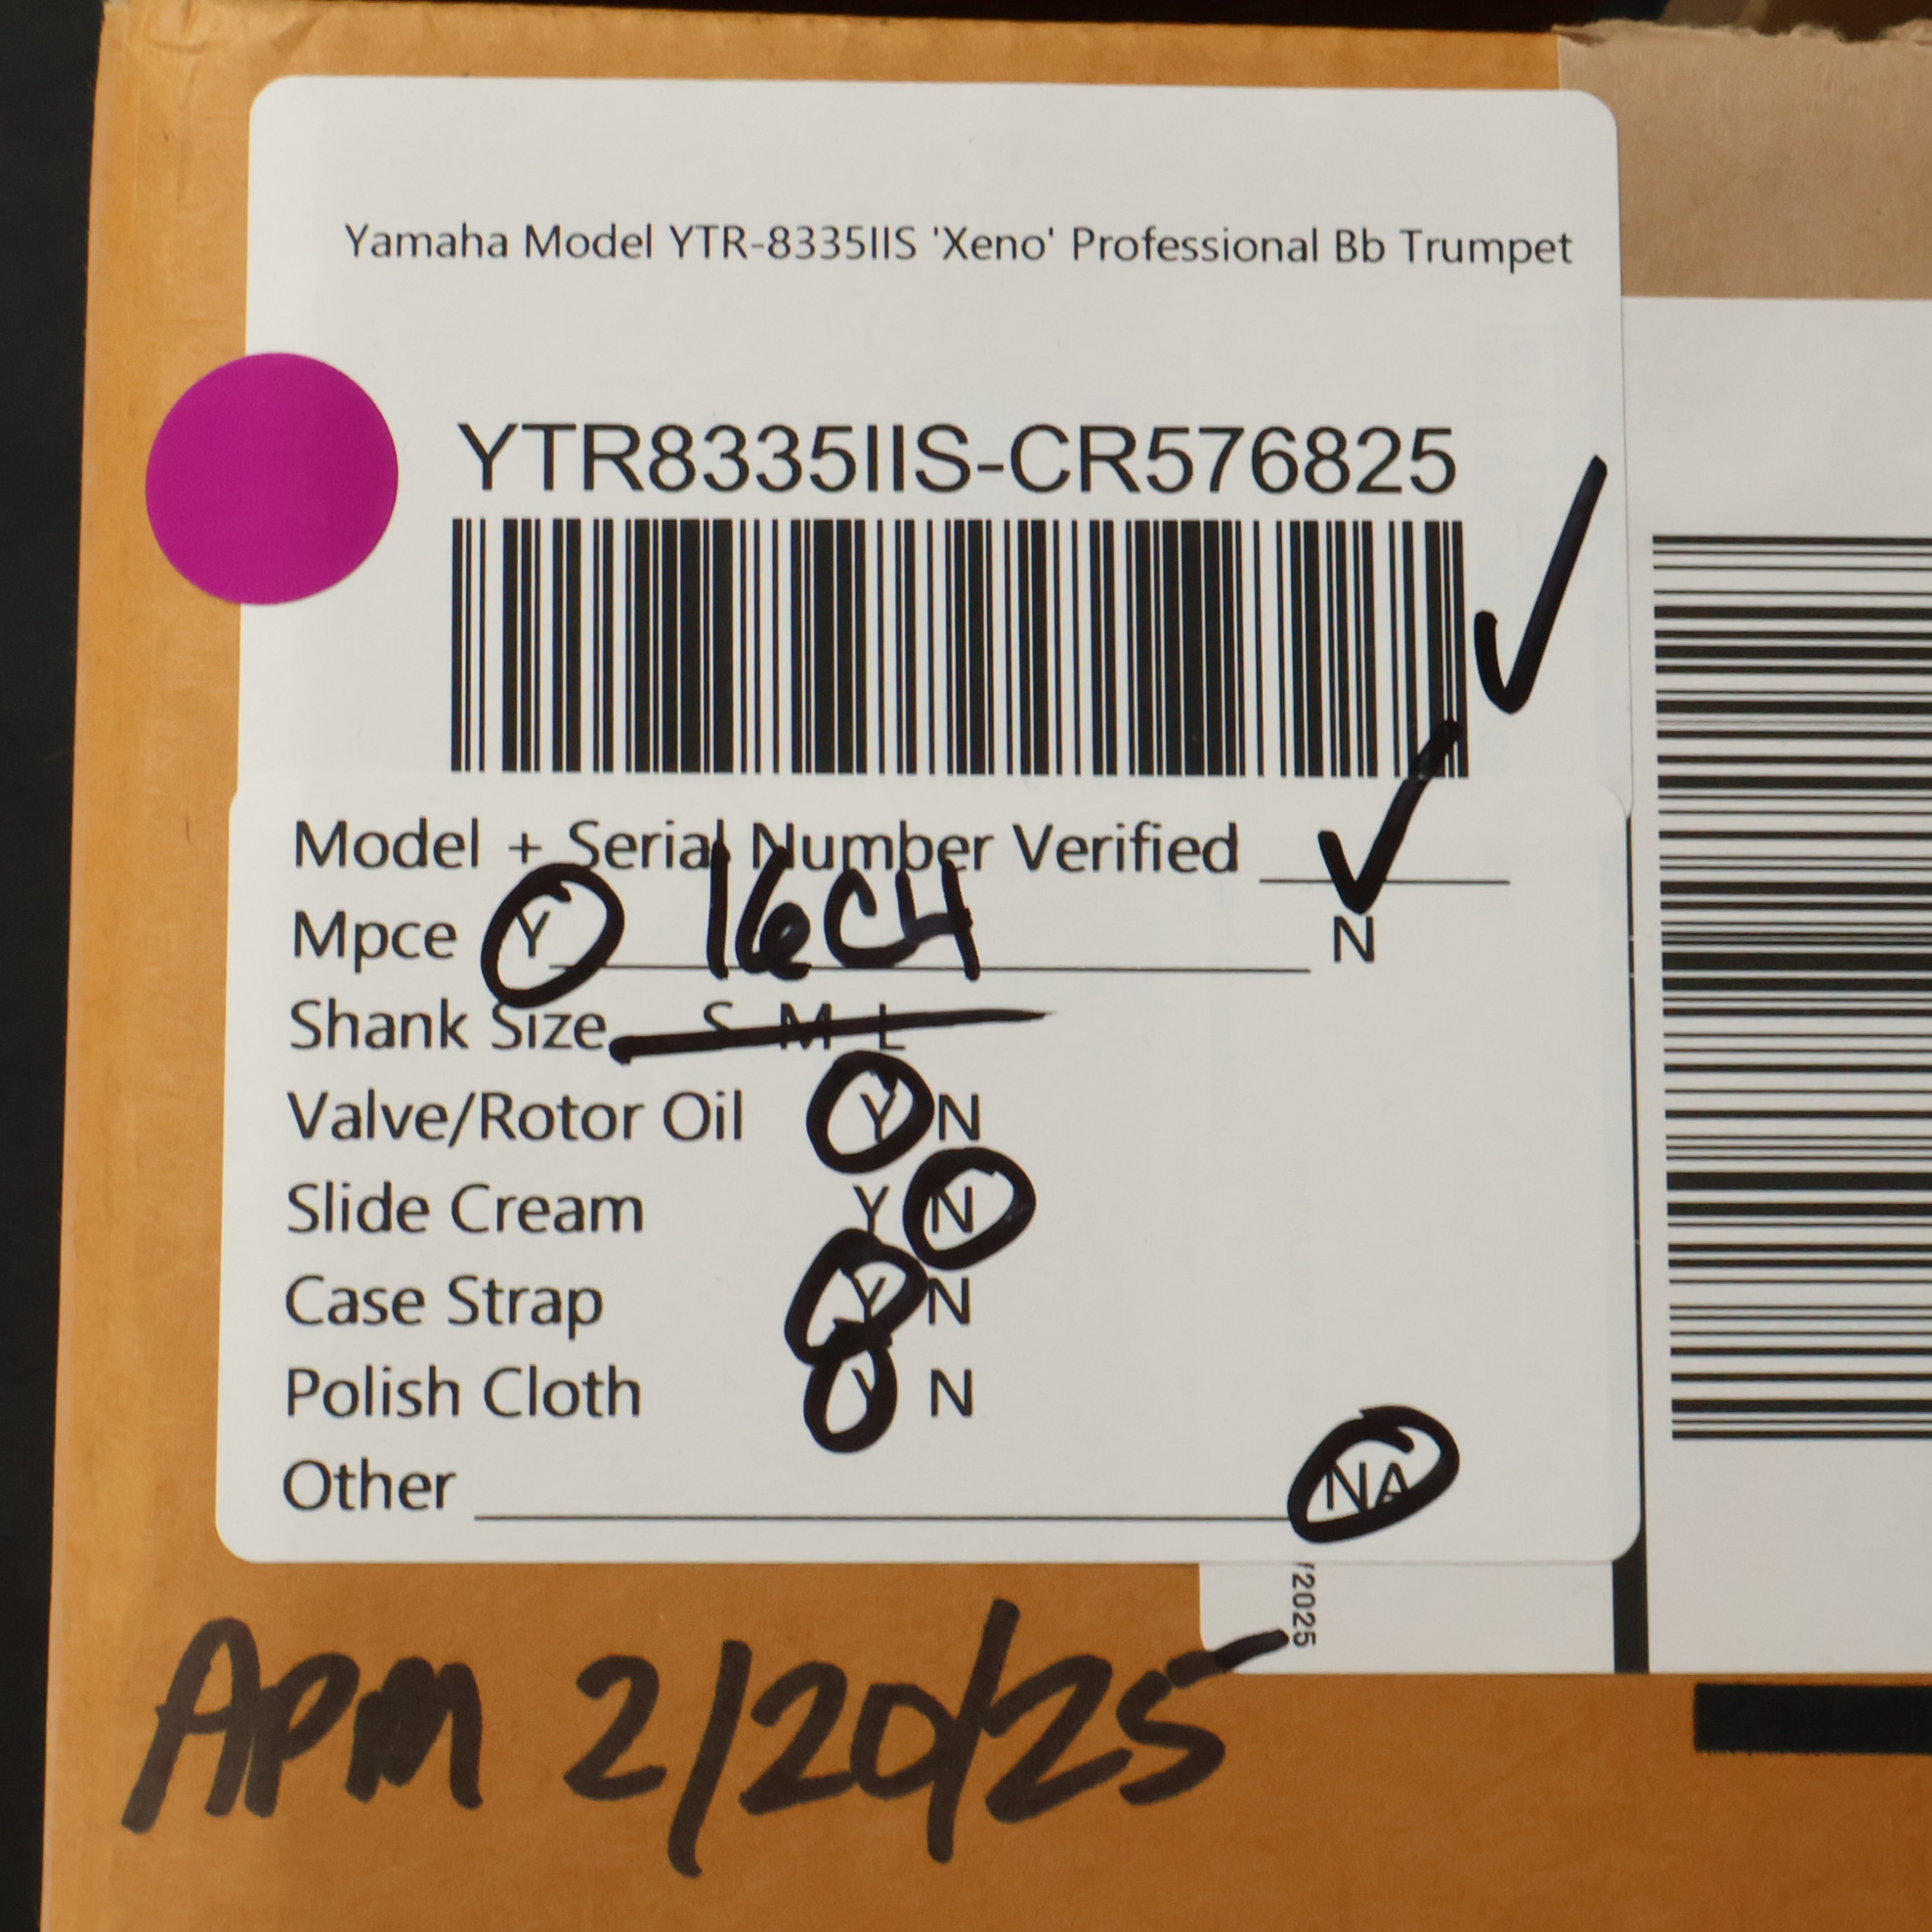 Yamaha Model YTR-8335IIS 'Xeno' Professional Bb Trumpet
YTR8335IIS-CR576825
Model + Serial Number Verified ✓
Mpce Y 16C4 N
Shank Size S M L
Valve/Rotor Oil Y N
Slide Cream Y N
Case Strap Y N
Polish Cloth Y N
Other NA
/2025
APM 2/20/25